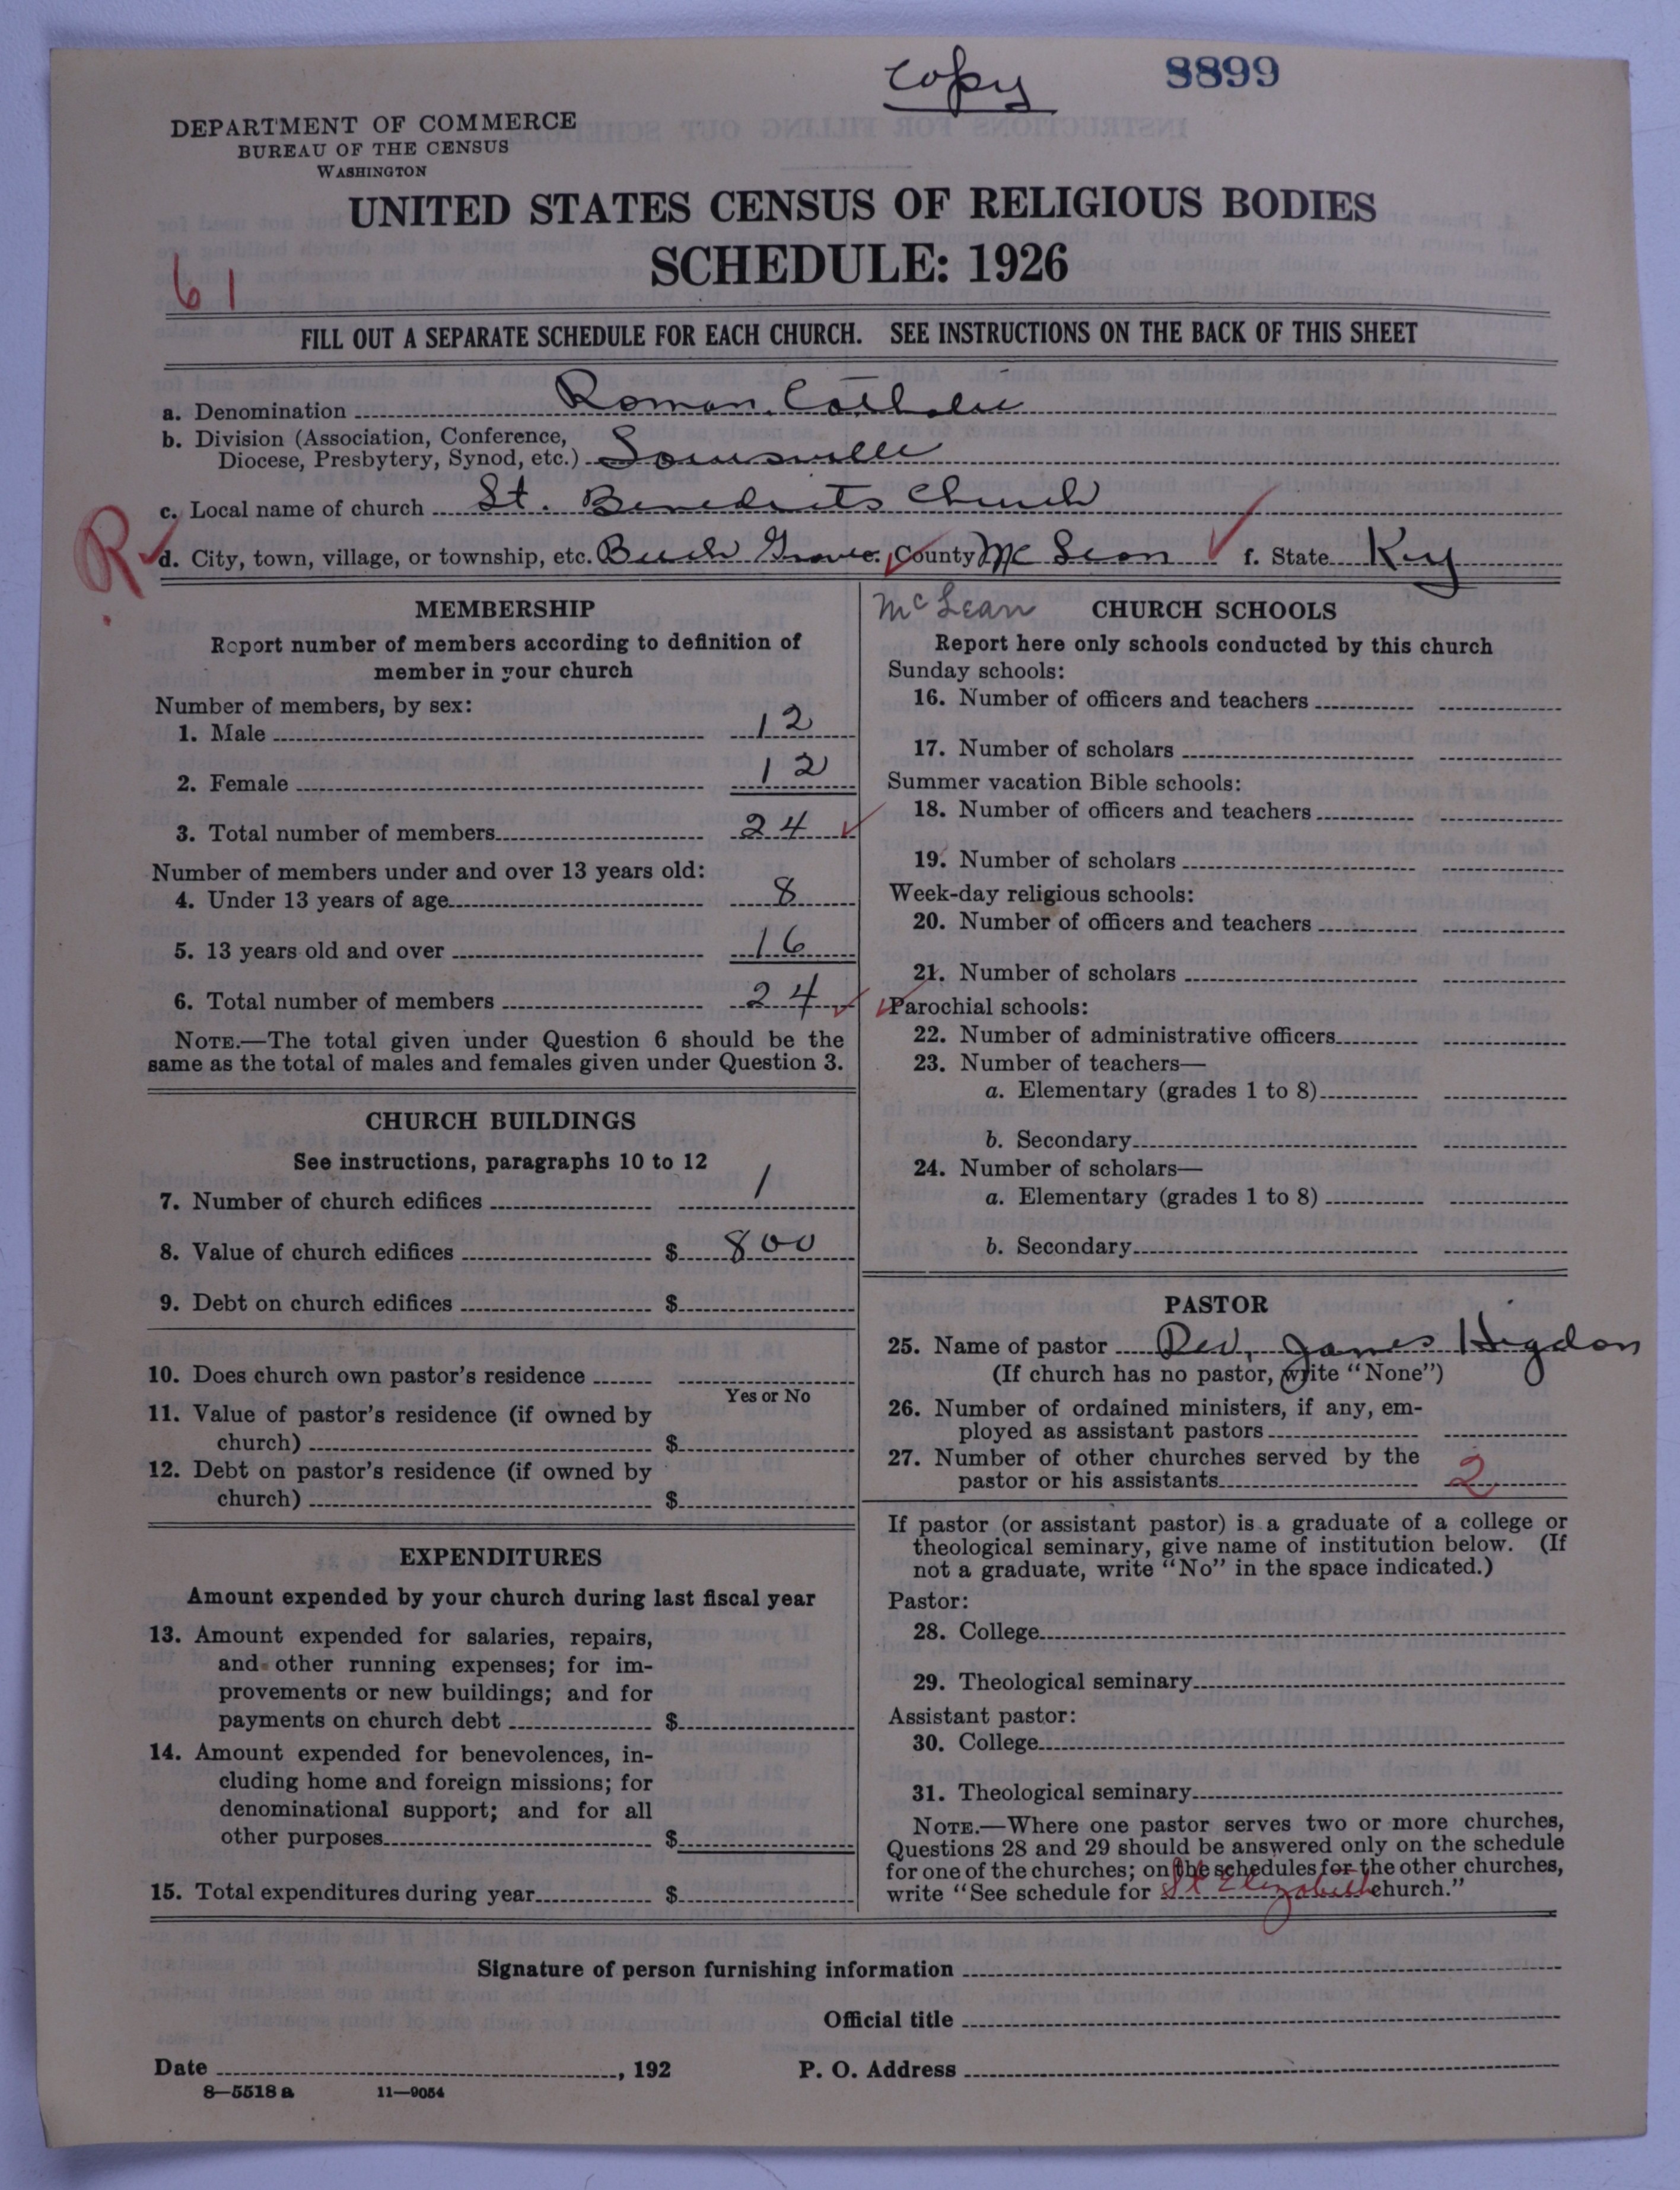 Copy 8899
DEPARTMENT OF COMMERCE
BUREAU OF THE CENSUS
WASHINGTON
UNITED STATES CENSUS OF RELIGIOUS BODIES
SCHEDULE: 1926
61
FILL OUT A SEPARATE SCHEDULE FOR EACH CHURCH. SEE INSTRUCTIONS ON THE BACK OF THIS SHEET
a. Denomination Roman Catholic
b. Division (Association, Conference,
Diocese, Presbytery, Synod, etc.) Louisville
c. Local name of church St. Benedicts Church
R
d. City, town, village, or township, etc. Beech Grove. County McLean f. State Ky
MEMBERSHIP
Report number of members according to definition of
member in your church
Number of members, by sex:
1. Male 12
2. Female 12
3. Total number of members 24
Number of members under and over 13 years old:
4. Under 13 years of age 8
5. 13 years old and over 16
6. Total number of members 24
NOTE.—The total given under Question 6 should be the
same as the total of males and females given under Question 3.
CHURCH BUILDINGS
See instructions, paragraphs 10 to 12
7. Number of church edifices 1
8. Value of church edifices $ 800
9. Debt on church edifices $
10. Does church own pastor's residence
Yes or No
11. Value of pastor's residence (if owned by
church) $
12. Debt on pastor's residence (if owned by
church) $
EXPENDITURES
Amount expended by your church during last fiscal year
13. Amount expended for salaries, repairs,
and other running expenses; for im-
provements or new buildings; and for
payments on church debt $
14. Amount expended for benevolences, in-
cluding home and foreign missions; for
denominational support; and for all
other purposes $
15. Total expenditures during year $
McLean CHURCH SCHOOLS
Report here only schools conducted by this church
Sunday schools:
16. Number of officers and teachers
17. Number of scholars
Summer vacation Bible schools:
18. Number of officers and teachers
19. Number of scholars
Week-day religious schools:
20. Number of officers and teachers
21. Number of scholars
Parochial schools:
22. Number of administrative officers
23. Number of teachers—
a. Elementary (grades 1 to 8)
b. Secondary
24. Number of scholars—
a. Elementary (grades 1 to 8)
b. Secondary
PASTOR
25. Name of pastor Rev. James Higdon
(If church has no pastor, write "None")
26. Number of ordained ministers, if any, em-
ployed as assistant pastors
27. Number of other churches served by the
pastor or his assistants 2
If pastor (or assistant pastor) is a graduate of a college or
theological seminary, give name of institution below. (If
not a graduate, write "No" in the space indicated.)
Pastor:
28. College
29. Theological seminary
Assistant pastor:
30. College
31. Theological seminary
NOTE.—Where one pastor serves two or more churches,
Questions 28 and 29 should be answered only on the schedule
for one of the churches; on the schedules for the other churches,
write "See schedule for St Elizabeth church."
Signature of person furnishing information
Official title
Date , 192 P. O. Address
8—5518 a 11—9054